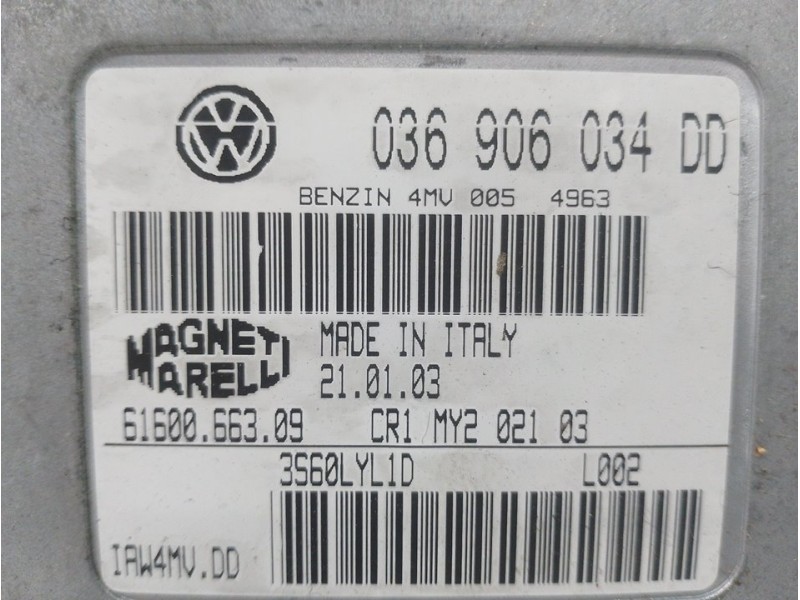 036 906 034 DD
BENZIN 4MV 005 4963
MAGNETI MARELLI
MADE IN ITALY
21.01.03
61600.663.09 CR1 MY2 021 03
3S60LYL1D L002
IAW4MV.DD